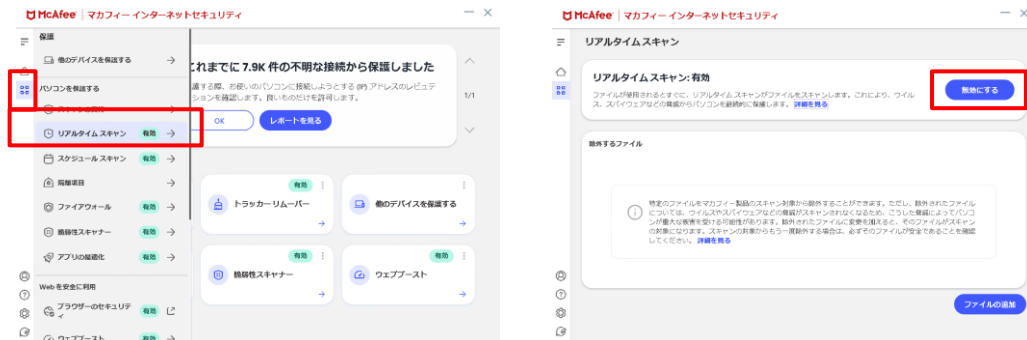 McAfee | マカフィー インターネットセキュリティ
保護
他のデバイスを保護する
パソコンを保護する
リアルタイム スキャン 有効
スケジュール スキャン
隔離項目
ファイアウォール 有効
脆弱性スキャナー 有効
アプリの最適化 有効
Web を安全に利用
ブラウザーのセキュリテ
ィ 有効
ウェブブースト 有効
これまでに 7.9K 件の不明な接続から保護しました
護する際、お使いのパソコンに接続しようとする (IP) アドレスのレピュテ
ションを確認します。良いものだけを許可します。
1/1
OK
レポートを見る
有効
トラッカー リムーバー
他のデバイスを保護する
有効
脆弱性スキャナー
有効
ウェブブースト
McAfee | マカフィー インターネットセキュリティ
リアルタイム スキャン
リアルタイム スキャン: 有効
ファイルが使用されるとすぐに、リアルタイム スキャンがファイルをスキャンします。これにより、ウイル
ス、スパイウェアなどの脅威からパソコンを継続的に保護します。 詳細を見る
無効にする
除外するファイル
特定のファイルをマカフィー製品のスキャン対象から除外することができます。ただし、除外されたファイル
については、ウイルスやスパイウェアなどの脅威がスキャンされなくなるため、こうした脅威によってパソコ
ンが重大な被害を受ける可能性があります。除外されたファイルに変更を加えると、そのファイルがスキャン
の対象になります。スキャンの対象からもう一度除外する場合は、必ずそのファイルが安全であることを確認
してください。 詳細を見る
ファイルの追加